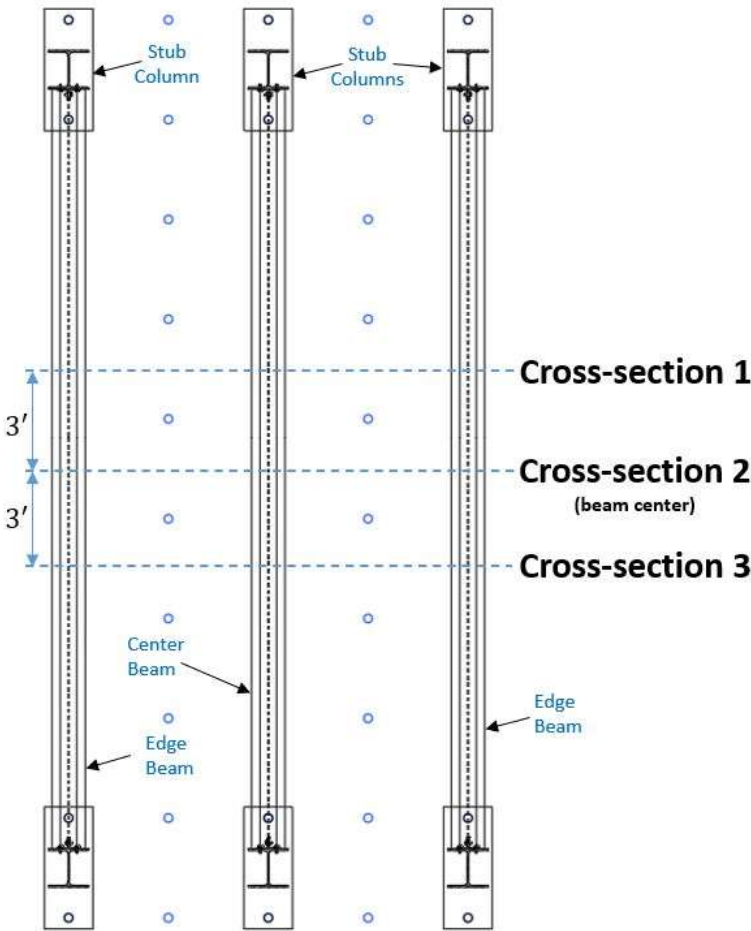 Stub
Column
Stub
Columns
Cross-section 1
3′
Cross-section 2
(beam center)
3′
Cross-section 3
Center
Beam
Edge
Beam
Edge
Beam